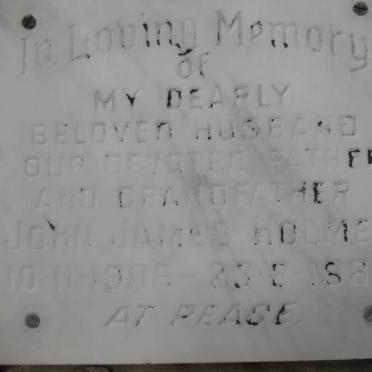 In Loving Memory
of
MY DEARLY
BELOVED HUSBAND
OUR DEVOTED FATHER
AND GRANDFATHER
JOHN JAMES HOLME
AT PEACE.